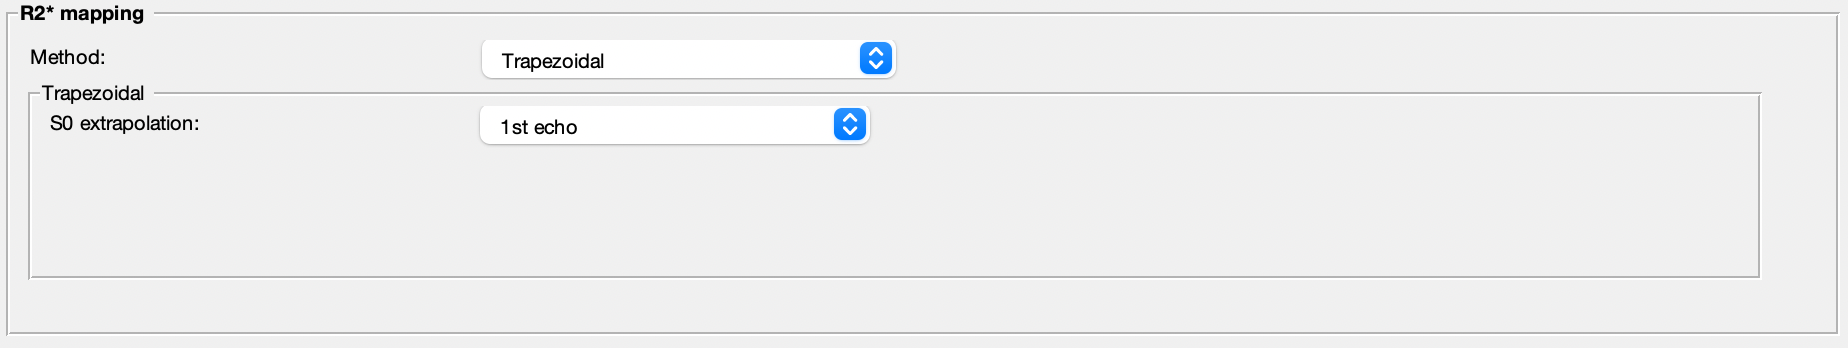 R2* mapping
Method:
Trapezoidal
Trapezoidal
S0 extrapolation:
1st echo